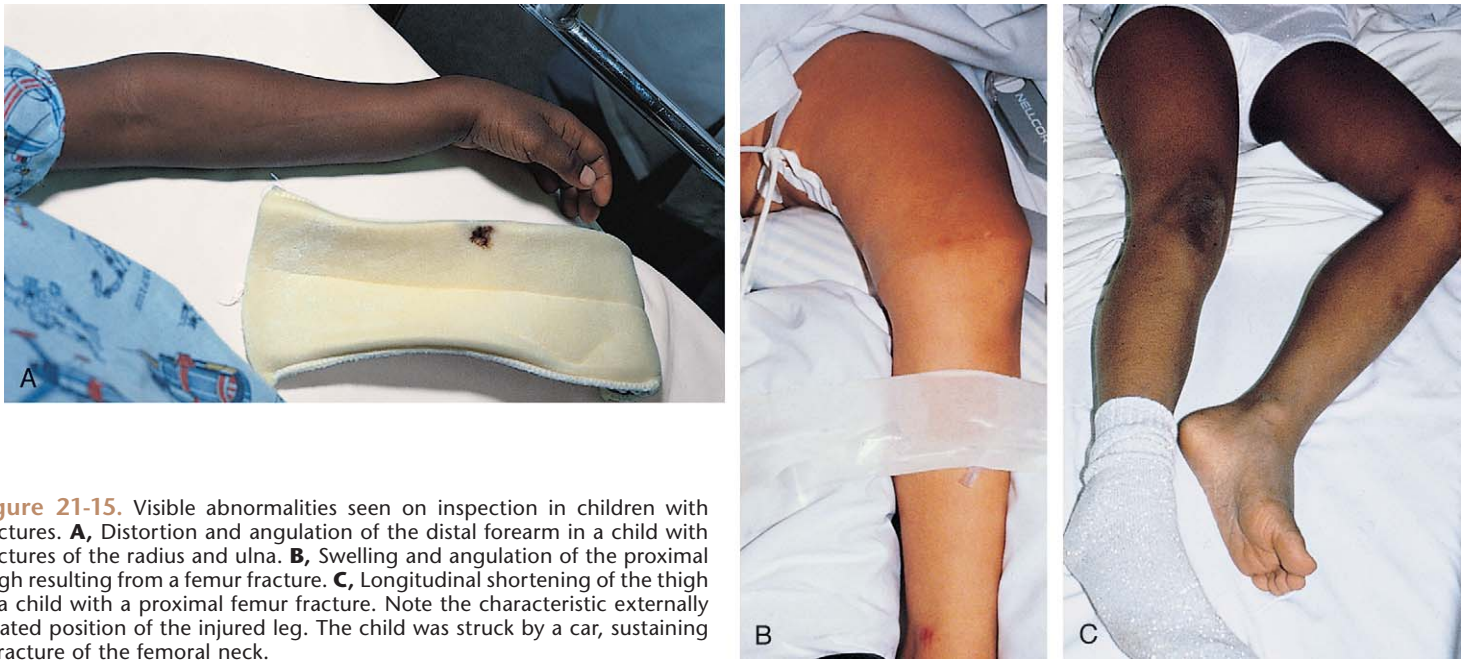 A
B
NELLCOR
C
gure 21-15. Visible abnormalities seen on inspection in children with
ctures. A, Distortion and angulation of the distal forearm in a child with
ctures of the radius and ulna. B, Swelling and angulation of the proximal
gh resulting from a femur fracture. C, Longitudinal shortening of the thigh
a child with a proximal femur fracture. Note the characteristic externally
ated position of the injured leg. The child was struck by a car, sustaining
racture of the femoral neck.